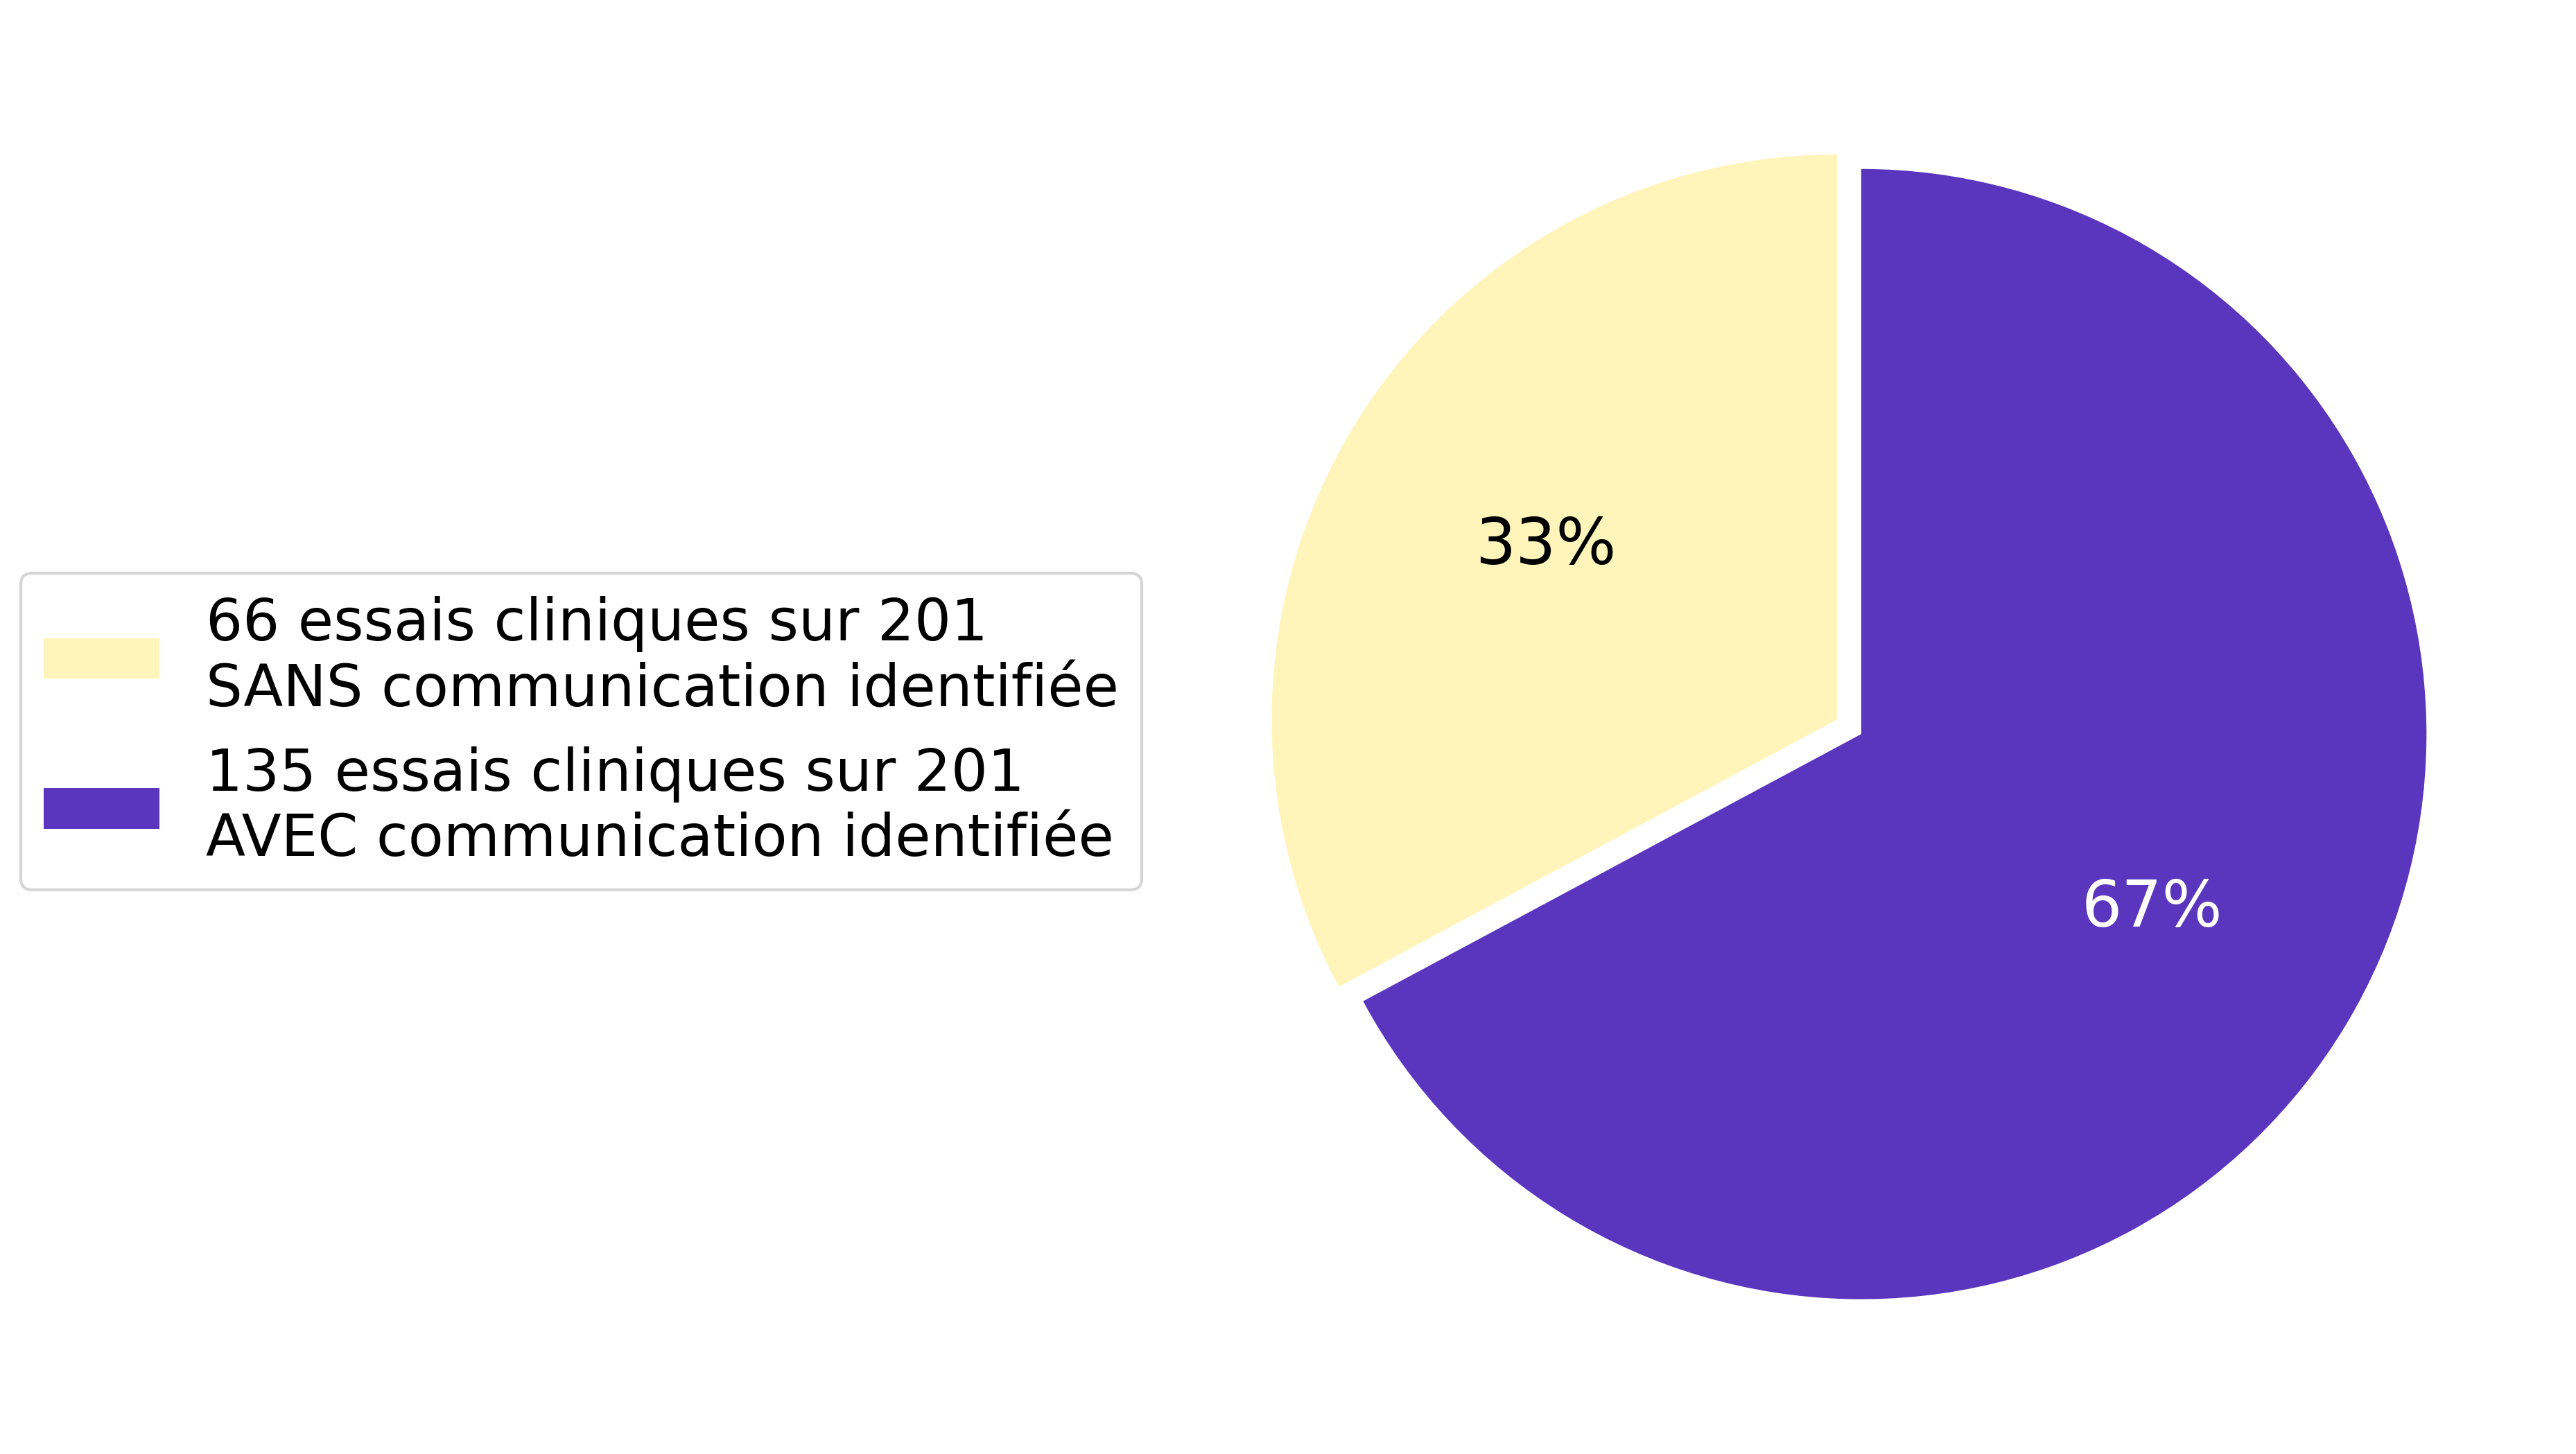 66 essais cliniques sur 201
SANS communication identifiée
135 essais cliniques sur 201
AVEC communication identifiée
33%
67%